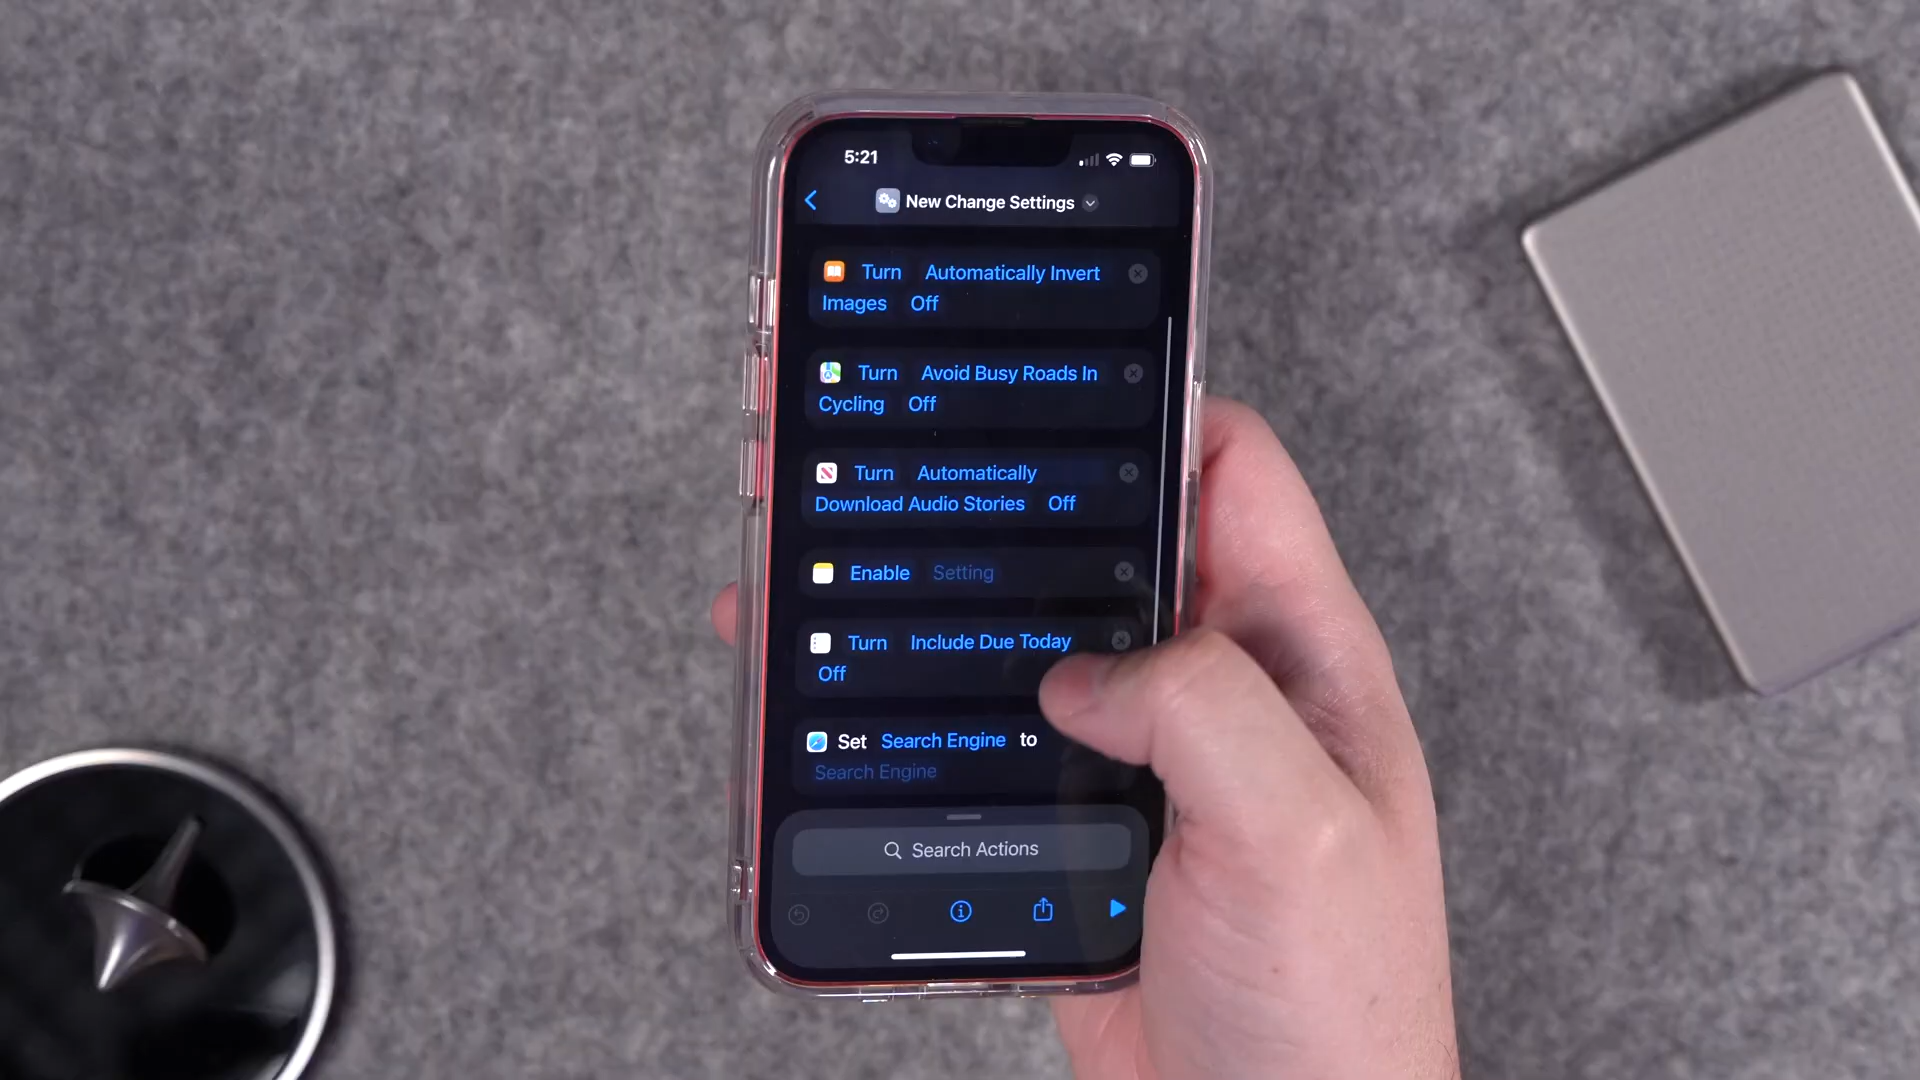 5:21
New Change Settings
Turn Automatically Invert
Images Off
Turn Avoid Busy Roads In
Cycling Off
Turn Automatically
Download Audio Stories Off
Enable Setting
Turn Include Due Today
Off
Set Search Engine to
Search Engine
Search Actions